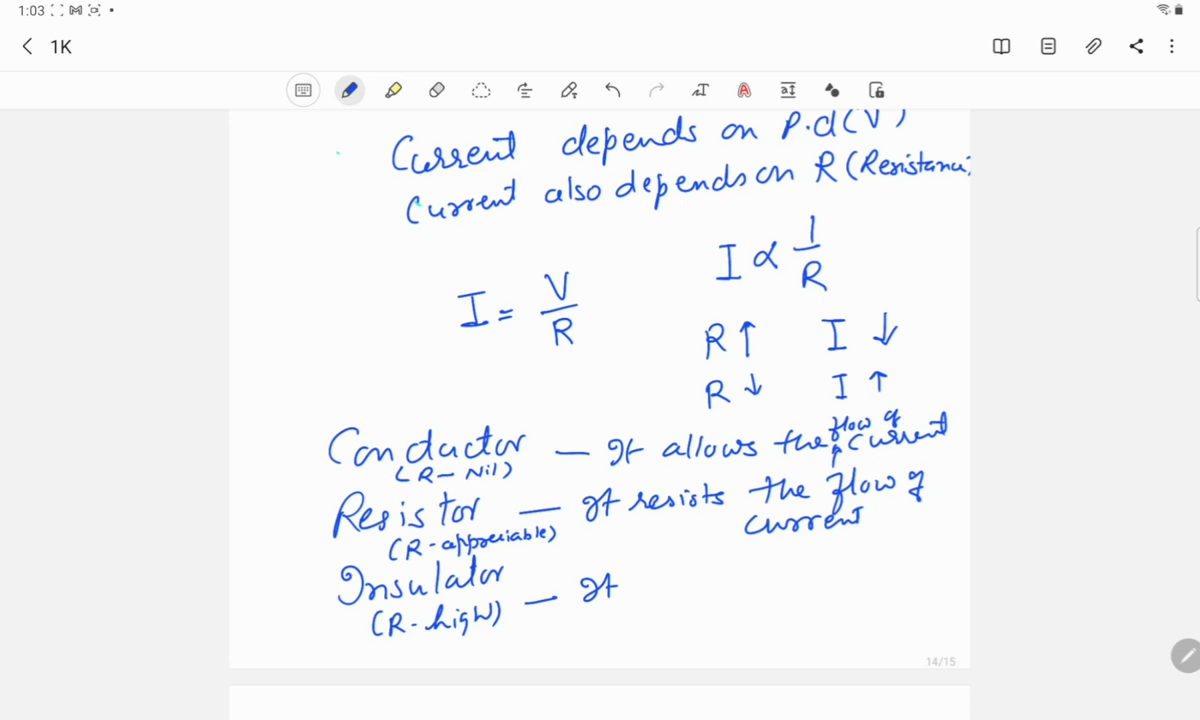 1:03
1K
Current depends on P.d(V)
Current also depends on R (Resistance)
I ∝ 1/R
I = V/R
R ↑ I ↓
R ↓ I ↑
flow of
Conductor — It allows the ^ current
(R - Nil)
Resistor — It resists the flow of
current
(R - appreciable)
Insulator — It
(R - high)
14/15